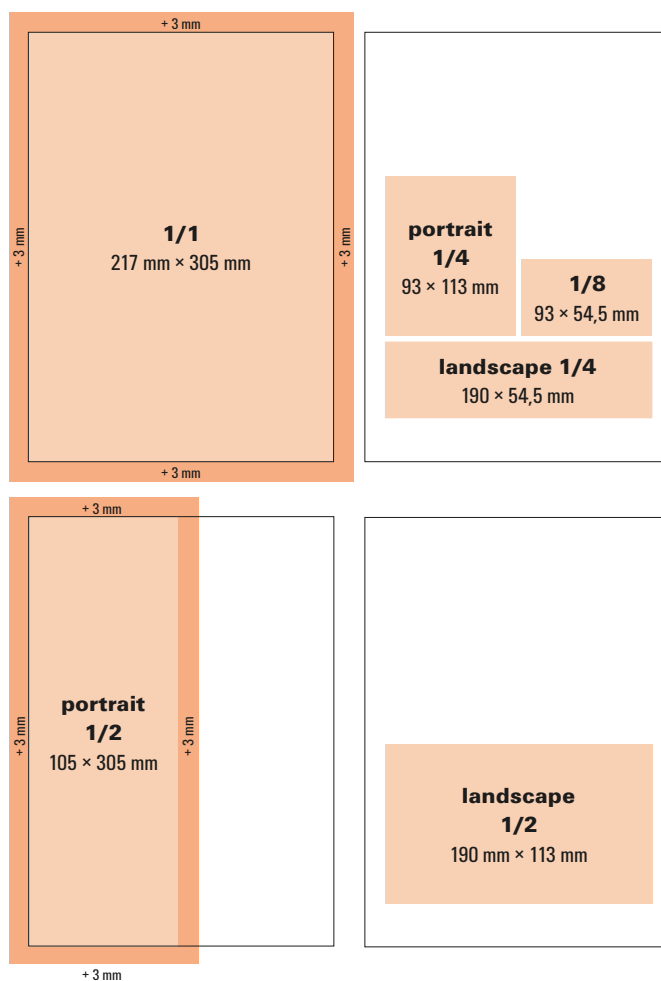 + 3 mm
+ 3 mm
1/1
217 mm × 305 mm
+ 3 mm
+ 3 mm
portrait
1/4
93 × 113 mm
1/8
93 × 54,5 mm
landscape 1/4
190 × 54,5 mm
+ 3 mm
+ 3 mm
portrait
1/2
105 × 305 mm
+ 3 mm
+ 3 mm
landscape
1/2
190 mm × 113 mm